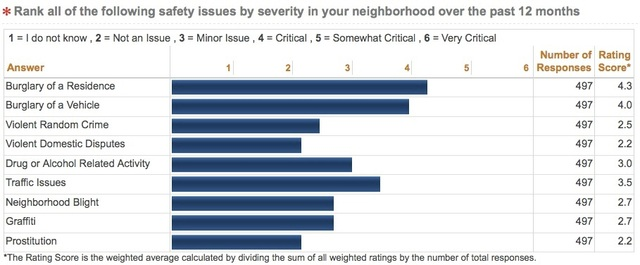 * Rank all of the following safety issues by severity in your neighborhood over the past 12 months
1 = I do not know , 2 = Not an Issue , 3 = Minor Issue , 4 = Critical , 5 = Somewhat Critical , 6 = Very Critical
Answer 1 2 3 4 5 6 Number of Responses Rating Score*
Burglary of a Residence 497 4.3
Burglary of a Vehicle 497 4.0
Violent Random Crime 497 2.5
Violent Domestic Disputes 497 2.2
Drug or Alcohol Related Activity 497 3.0
Traffic Issues 497 3.5
Neighborhood Blight 497 2.7
Graffiti 497 2.7
Prostitution 497 2.2
*The Rating Score is the weighted average calculated by dividing the sum of all weighted ratings by the number of total responses.